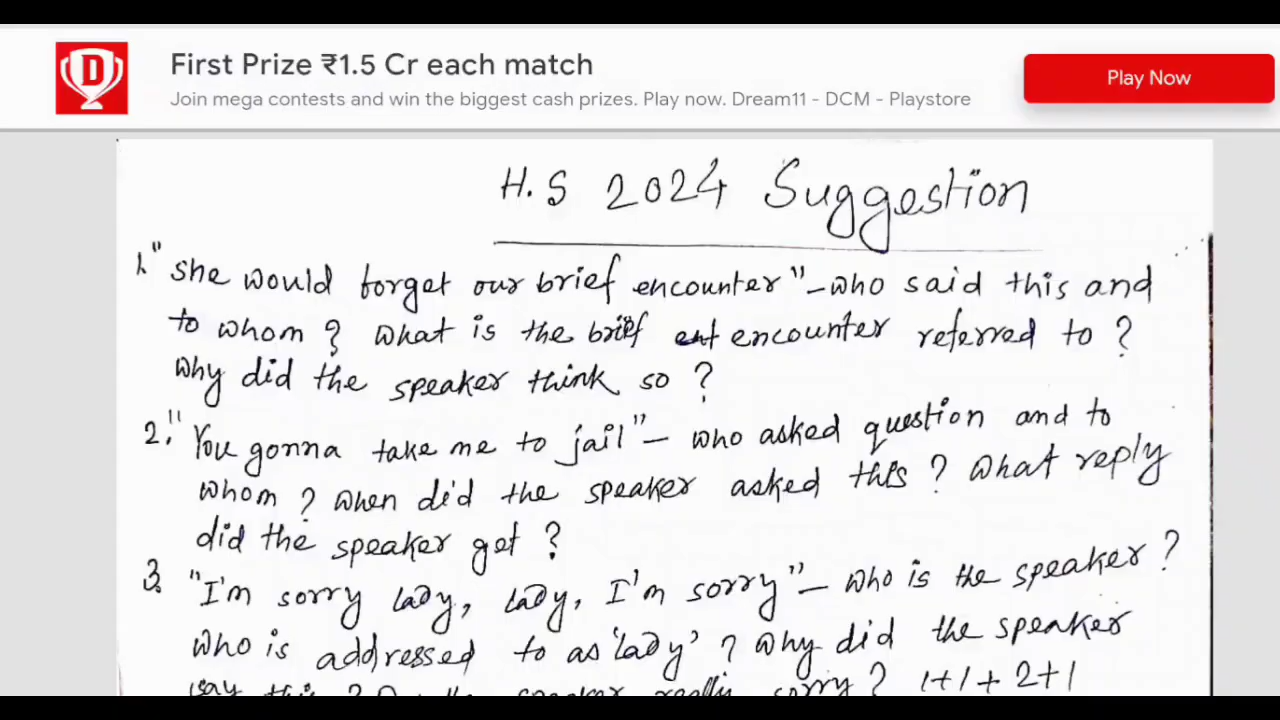 D
First Prize ₹1.5 Cr each match
Join mega contests and win the biggest cash prizes. Play now. Dream11 - DCM - Playstore
Play Now
H.S 2024 Suggestion
1. "she would forget our brief encounter" - who said this and
to whom? what is the brief encounter referred to?
Why did the speaker think so?
2. "You gonna take me to jail" - who asked question and to
whom? when did the speaker asked this? What reply
did the speaker get?
3. "I'm sorry lady, lady, I'm sorry" - who is the speaker?
who is addressed to as 'lady'? Why did the speaker
say this? speaker really sorry? 1+1+2+1